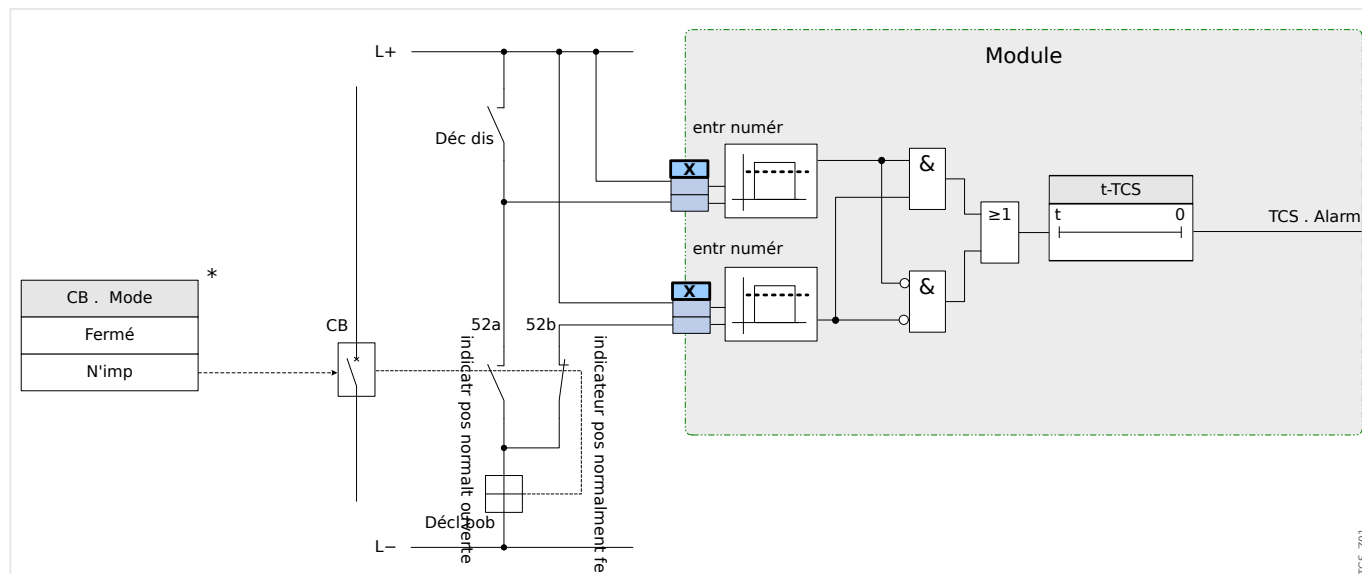 L+
Module
entr numér
Déc dis
X
&
t-TCS
t 0
≥1
TCS . Alarm
entr numér
*
CB . Mode
X
&
Fermé
CB
52a
52b
N'imp
indicatr pos normalt ouverte
indicateur pos normalment fe
Décl bob
L−